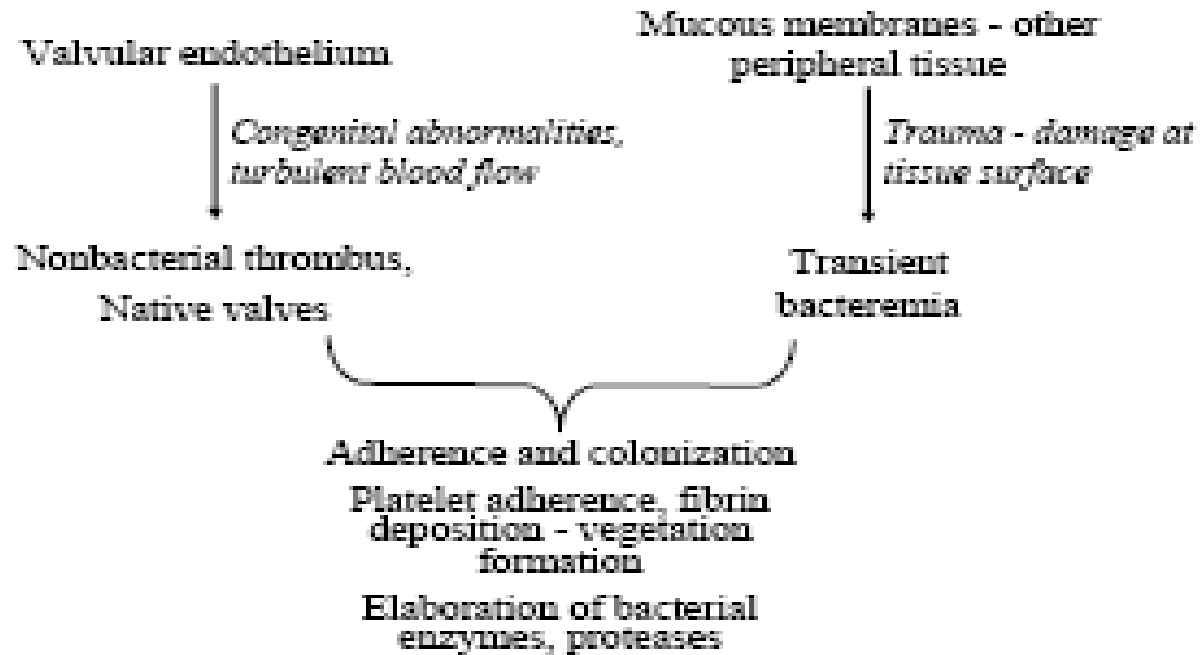 Valvular endothelium
Congenital abnormalities,
turbulent blood flow
Nonbacterial thrombus,
Native valves
Mucous membranes - other
peripheral tissue
Trauma - damage at
tissue surface
Transient
bacteremia
Adherence and colonization
Platelet adherence, fibrin
deposition - vegetation
formation
Elaboration of bacterial
enzymes, proteases